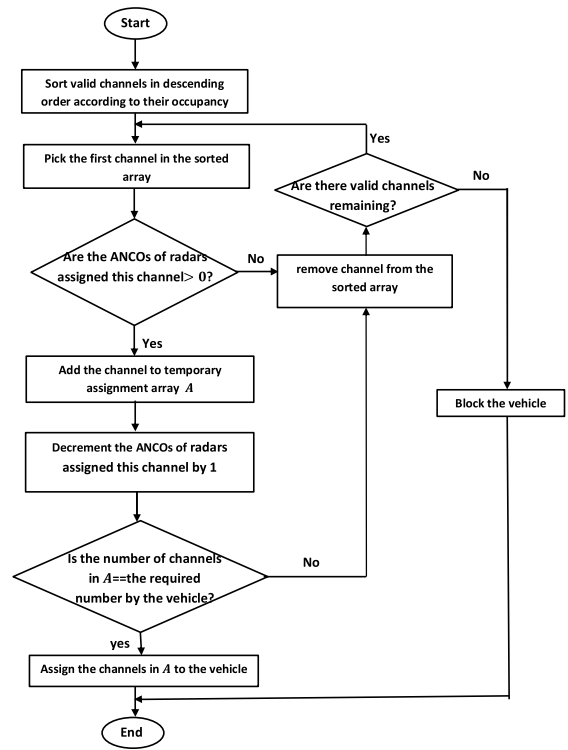 Start
Sort valid channels in descending
order according to their occupancy
Yes
Pick the first channel in the sorted
array
No
Are there valid channels
remaining?
Are the ANCOs of radars
assigned this channel> 0?
No
remove channel from the
sorted array
Yes
Add the channel to temporary
assignment array A
Block the vehicle
Decrement the ANCOs of radars
assigned this channel by 1
Is the number of channels
in A==the required
number by the vehicle?
No
yes
Assign the channels in A to the vehicle
End